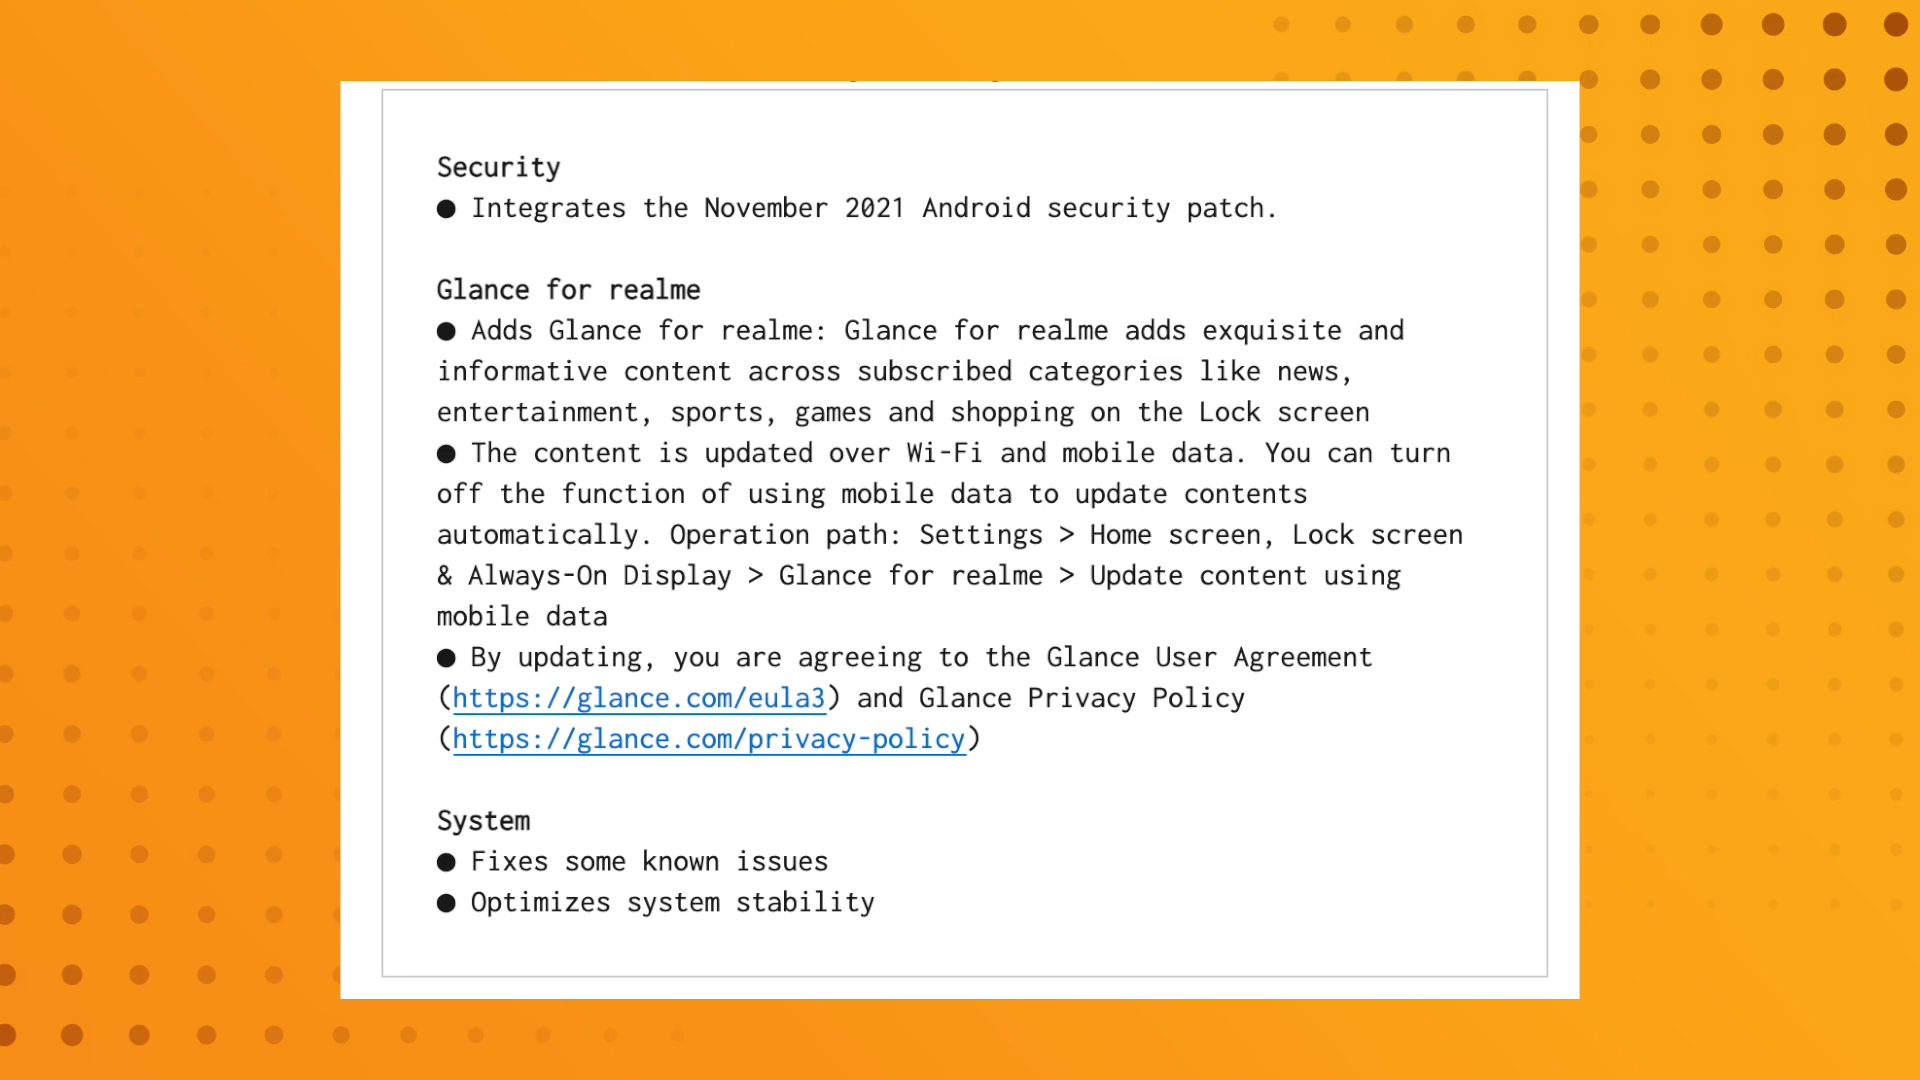 Security
● Integrates the November 2021 Android security patch.
Glance for realme
● Adds Glance for realme: Glance for realme adds exquisite and
informative content across subscribed categories like news,
entertainment, sports, games and shopping on the Lock screen
● The content is updated over Wi-Fi and mobile data. You can turn
off the function of using mobile data to update contents
automatically. Operation path: Settings > Home screen, Lock screen
& Always-On Display > Glance for realme > Update content using
mobile data
● By updating, you are agreeing to the Glance User Agreement
(https://glance.com/eula3) and Glance Privacy Policy
(https://glance.com/privacy-policy)
System
● Fixes some known issues
● Optimizes system stability